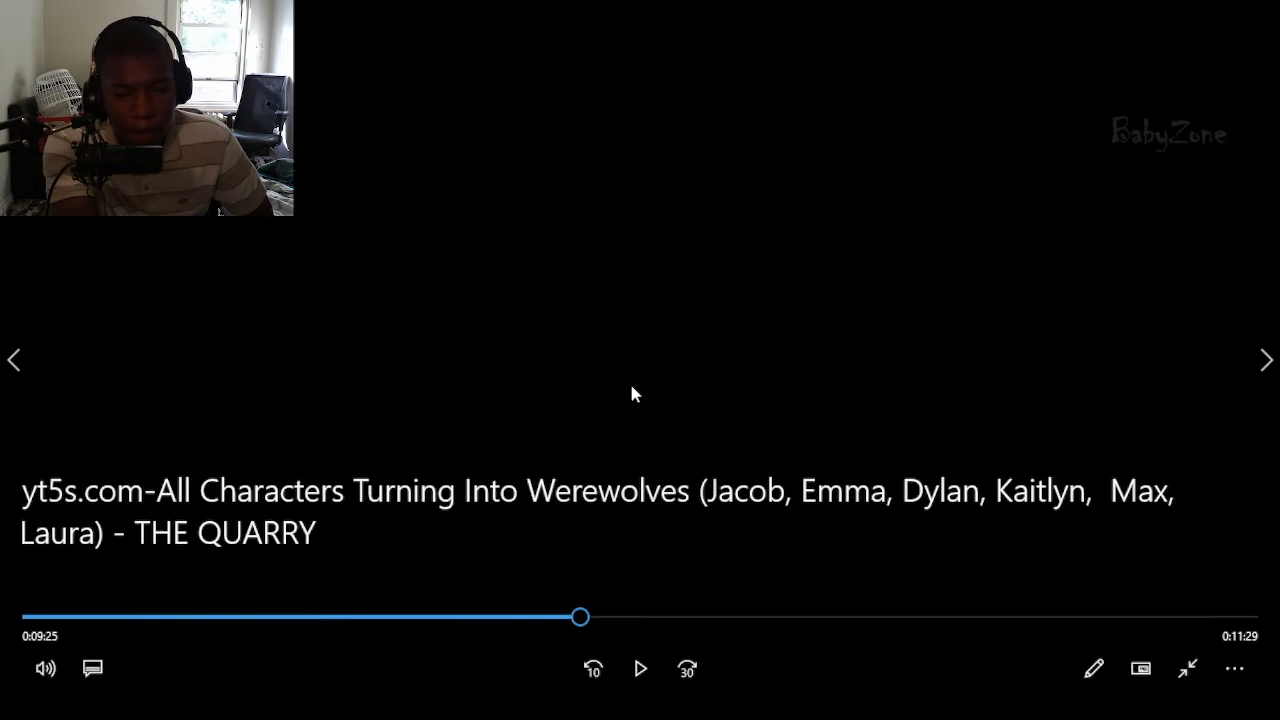 BabyZone
yt5s.com-All Characters Turning Into Werewolves (Jacob, Emma, Dylan, Kaitlyn,  Max,
Laura) - THE QUARRY
0:09:25
0:11:29
10
30